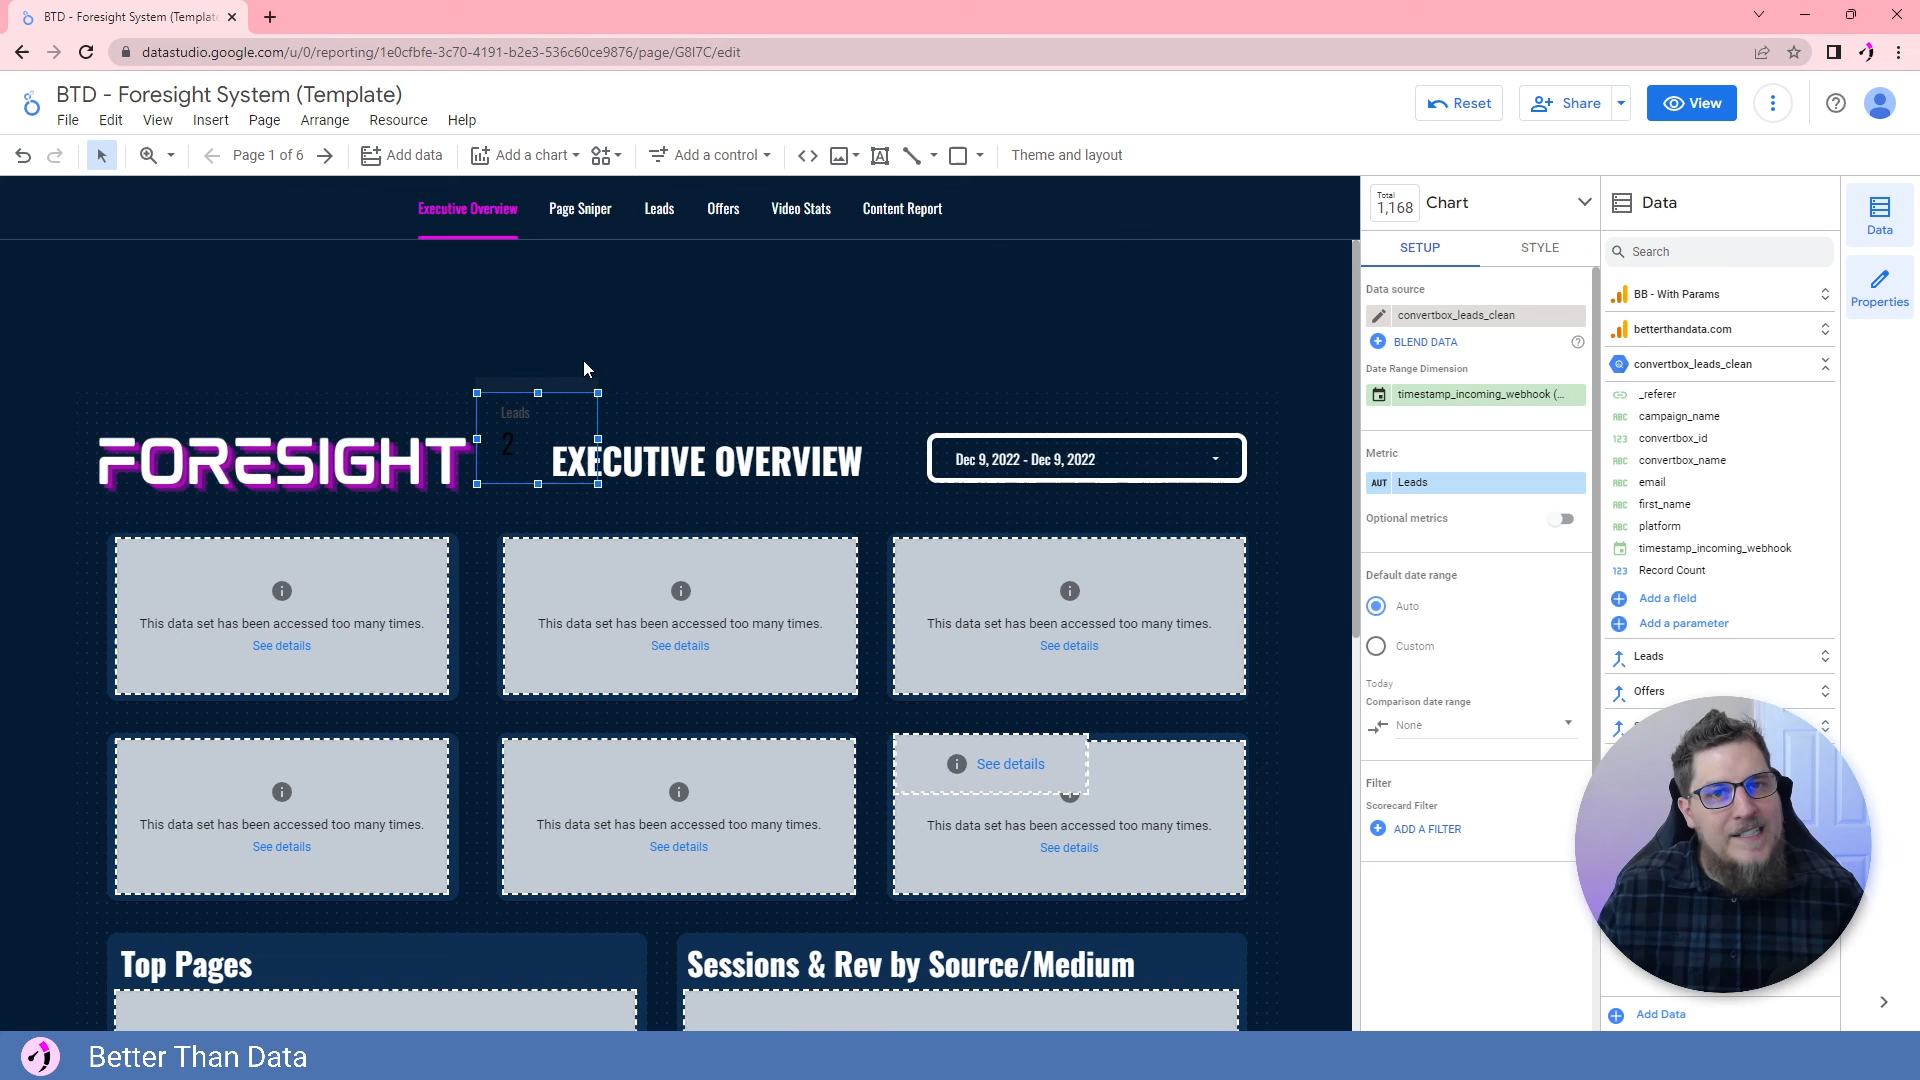 BTD - Foresight System (Templat
datastudio.google.com/u/0/reporting/1e0cfbfe-3c70-4191-b2e3-536c60ce9876/page/G8I7C/edit
BTD - Foresight System (Template)
Reset
Share
View
File Edit View Insert Page Arrange Resource Help
Page 1 of 6
Add data
Add a chart
Add a control
Theme and layout
Executive Overview
Page Sniper
Leads
Offers
Video Stats
Content Report
Leads
2
FORESIGHT
EXECUTIVE OVERVIEW
Dec 9, 2022 - Dec 9, 2022
This data set has been accessed too many times.
See details
This data set has been accessed too many times.
See details
This data set has been accessed too many times.
See details
This data set has been accessed too many times.
See details
This data set has been accessed too many times.
See details
See details
This data set has been accessed too many times.
See details
Top Pages
Sessions & Rev by Source/Medium
Total
1,168
Chart
SETUP
STYLE
Data source
convertbox_leads_clean
BLEND DATA
Date Range Dimension
timestamp_incoming_webhook (...
Metric
AUT Leads
Optional metrics
Default date range
Auto
Custom
Today
Comparison date range
None
Filter
Scorecard Filter
ADD A FILTER
Data
Search
BB - With Params
betterthandata.com
convertbox_leads_clean
_referer
ABC campaign_name
123 convertbox_id
ABC convertbox_name
ABC email
ABC first_name
ABC platform
timestamp_incoming_webhook
123 Record Count
Add a field
Add a parameter
Leads
Offers
Add Data
Data
Properties
Better Than Data